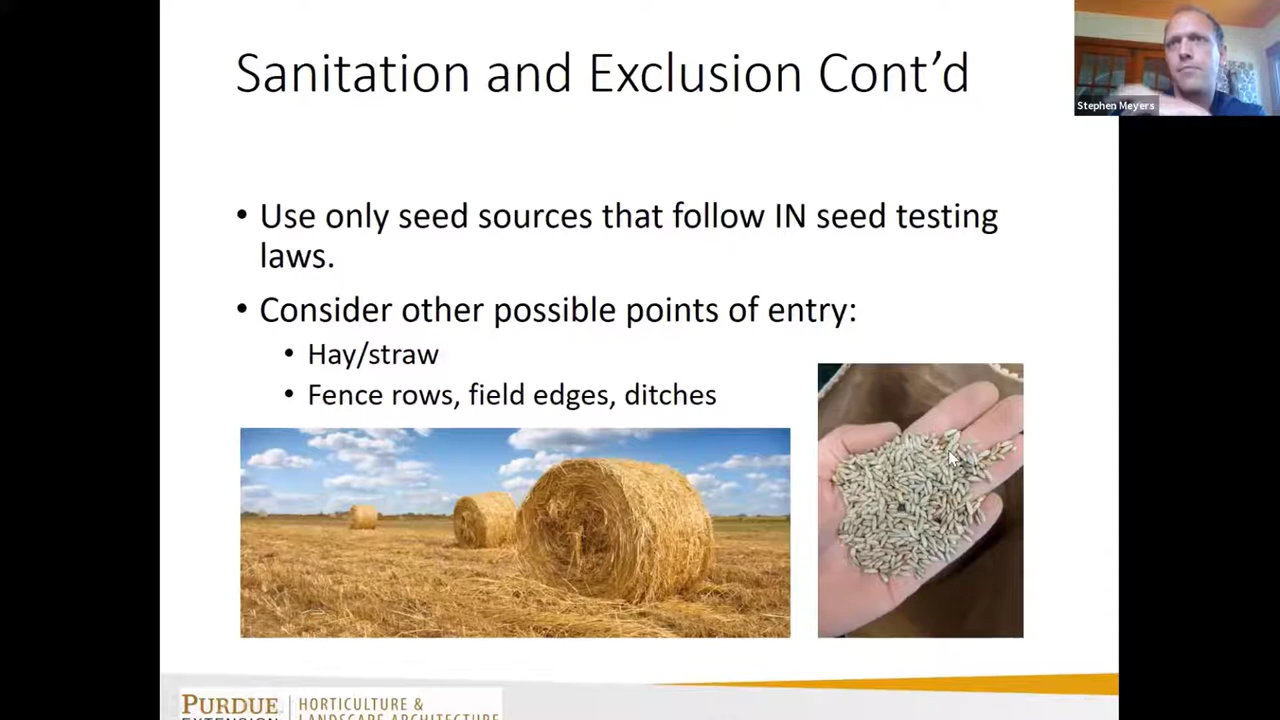 Sanitation and Exclusion Cont’d
Stephen Meyers
• Use only seed sources that follow IN seed testing
laws.
• Consider other possible points of entry:
• Hay/straw
• Fence rows, field edges, ditches
PURDUE
EXTENSION
HORTICULTURE &
LANDSCAPE ARCHITECTURE